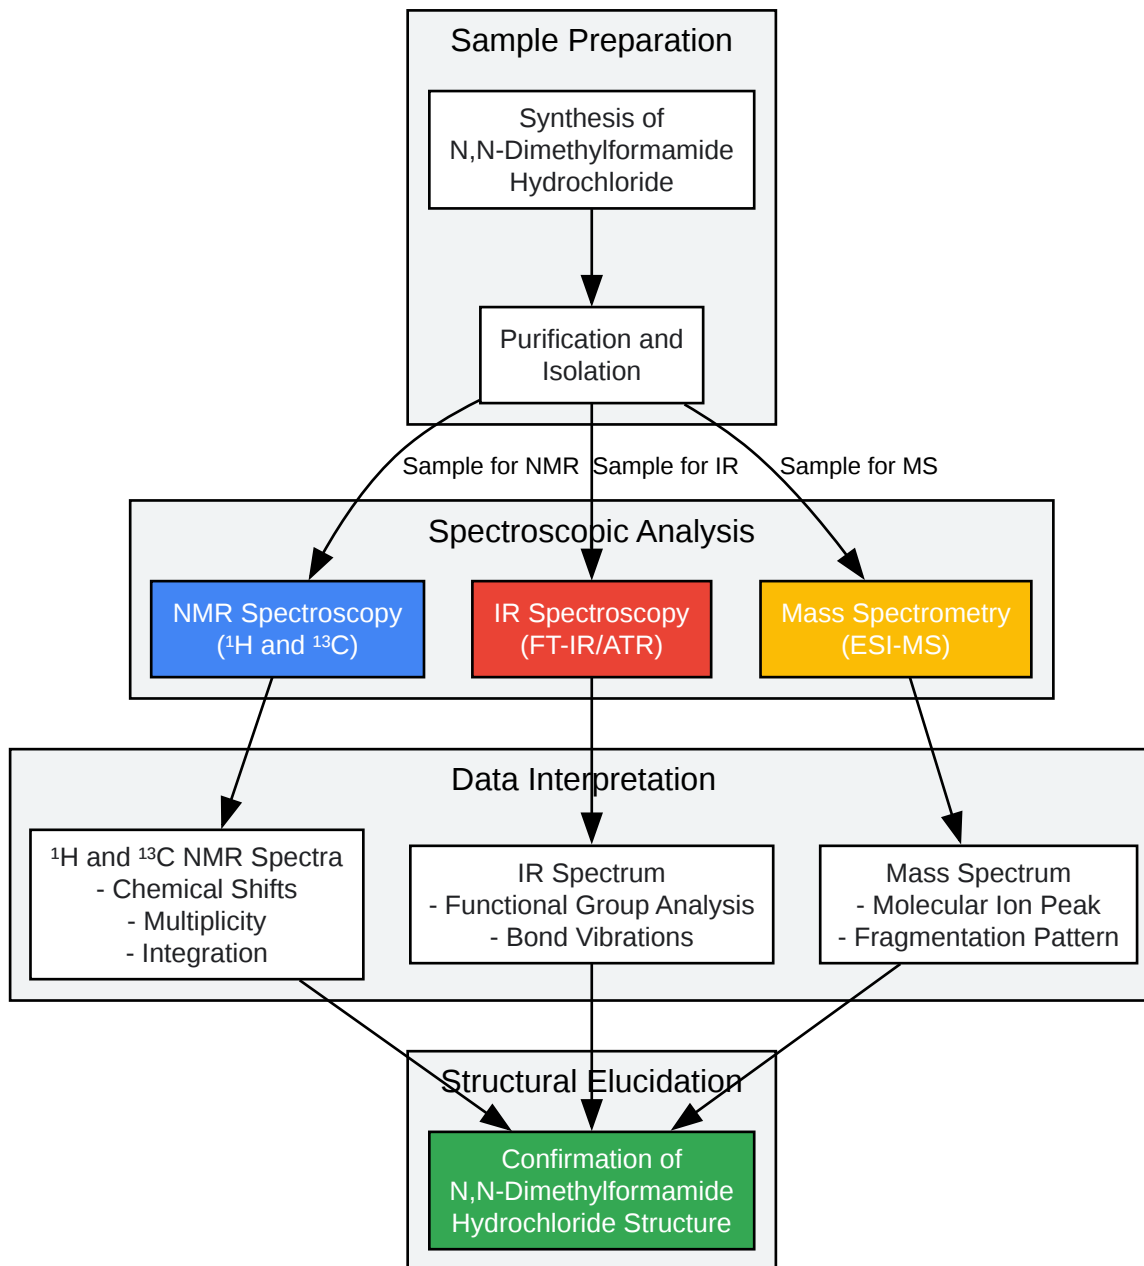 Sample Preparation
Synthesis of
N,N-Dimethylformamide
Hydrochloride
Purification and
Isolation
Sample for NMR
Sample for IR
Sample for MS
Spectroscopic Analysis
NMR Spectroscopy
(¹H and ¹³C)
IR Spectroscopy
(FT-IR/ATR)
Mass Spectrometry
(ESI-MS)
Data Interpretation
¹H and ¹³C NMR Spectra
- Chemical Shifts
- Multiplicity
- Integration
IR Spectrum
- Functional Group Analysis
- Bond Vibrations
Mass Spectrum
- Molecular Ion Peak
- Fragmentation Pattern
Structural Elucidation
Confirmation of
N,N-Dimethylformamide
Hydrochloride Structure